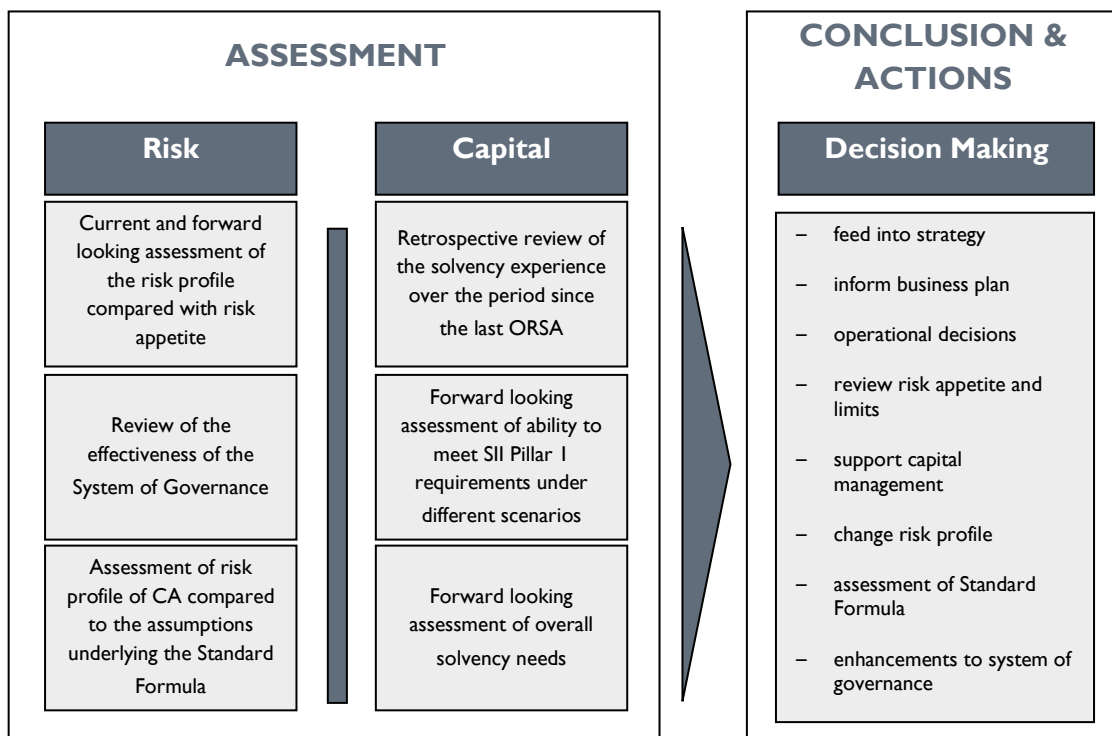 ASSESSMENT
Risk
Current and forward
looking assessment of
the risk profile
compared with risk
appetite
Review of the
effectiveness of the
System of Governance
Assessment of risk
profile of CA compared
to the assumptions
underlying the Standard
Formula
Capital
Retrospective review of
the solvency experience
over the period since
the last ORSA
Forward looking
assessment of ability to
meet SII Pillar 1
requirements under
different scenarios
Forward looking
assessment of overall
solvency needs
CONCLUSION &
ACTIONS
Decision Making
– feed into strategy
– inform business plan
– operational decisions
– review risk appetite and
limits
– support capital
management
– change risk profile
– assessment of Standard
Formula
– enhancements to system of
governance